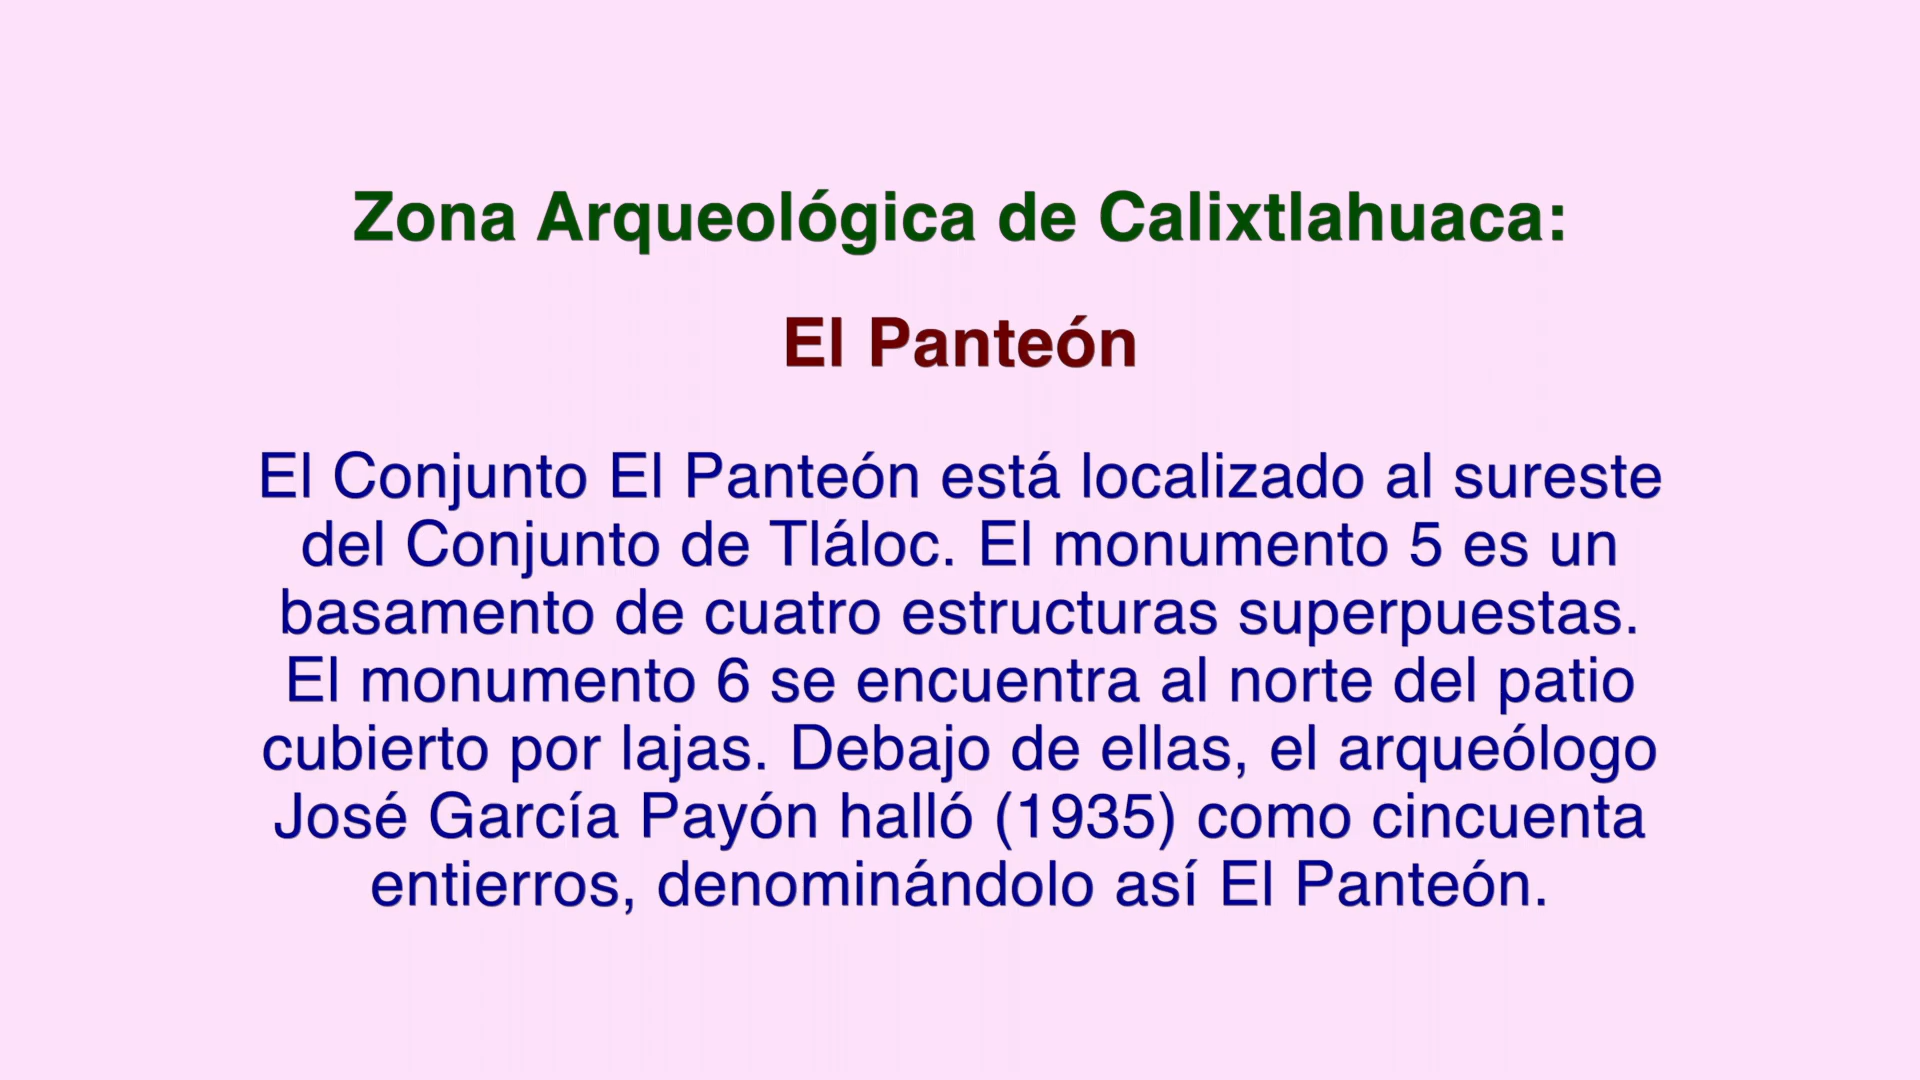 Zona Arqueológica de Calixtlahuaca:
El Panteón
El Conjunto El Panteón está localizado al sureste
del Conjunto de Tláloc. El monumento 5 es un
basamento de cuatro estructuras superpuestas.
El monumento 6 se encuentra al norte del patio
cubierto por lajas. Debajo de ellas, el arqueólogo
José García Payón halló (1935) como cincuenta
entierros, denominándolo así El Panteón.